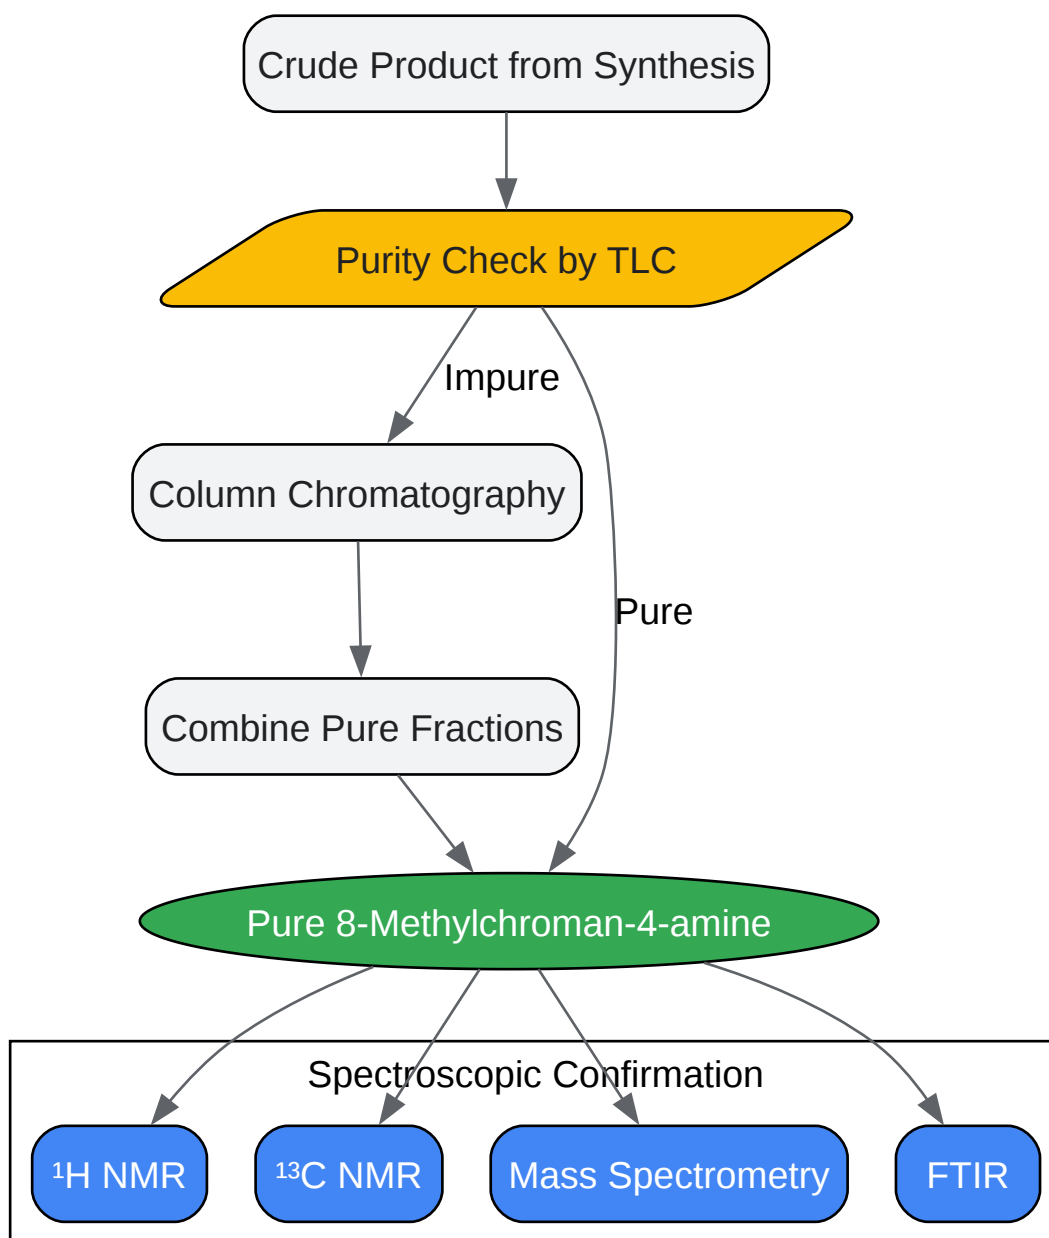 Crude Product from Synthesis
Purity Check by TLC
Impure
Column Chromatography
Pure
Combine Pure Fractions
Pure 8-Methylchroman-4-amine
Spectroscopic Confirmation
¹H NMR
¹³C NMR
Mass Spectrometry
FTIR